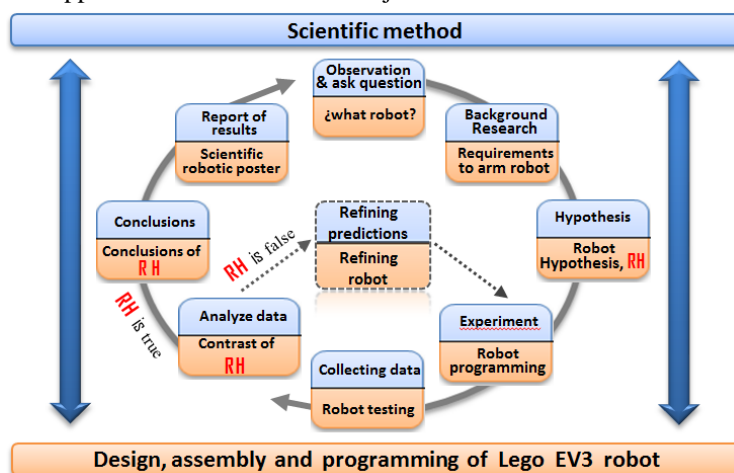 Scientific method
Observation
& ask question
¿what robot?
Background
Research
Requirements
to arm robot
Hypothesis
Robot
Hypothesis, RH
Experiment
Robot
programming
Collecting data
Robot testing
Analyze data
Contrast of
RH
RH is false
Refining
predictions
Refining
robot
RH is true
Conclusions
Conclusions of
RH
Report of
results
Scientific
robotic poster
Design, assembly and programming of Lego EV3 robot